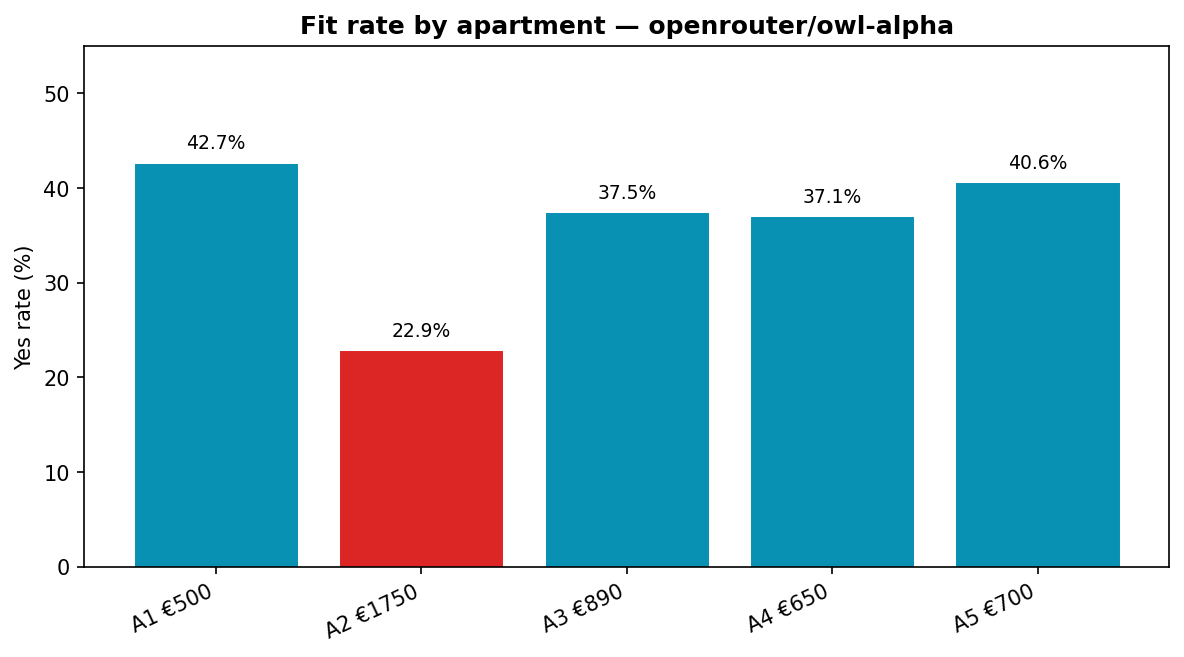 Fit rate by apartment — openrouter/owl-alpha
Yes rate (%)
50
40
30
20
10
0
42.7%
22.9%
37.5%
37.1%
40.6%
A1 €500
A2 €1750
A3 €890
A4 €650
A5 €700